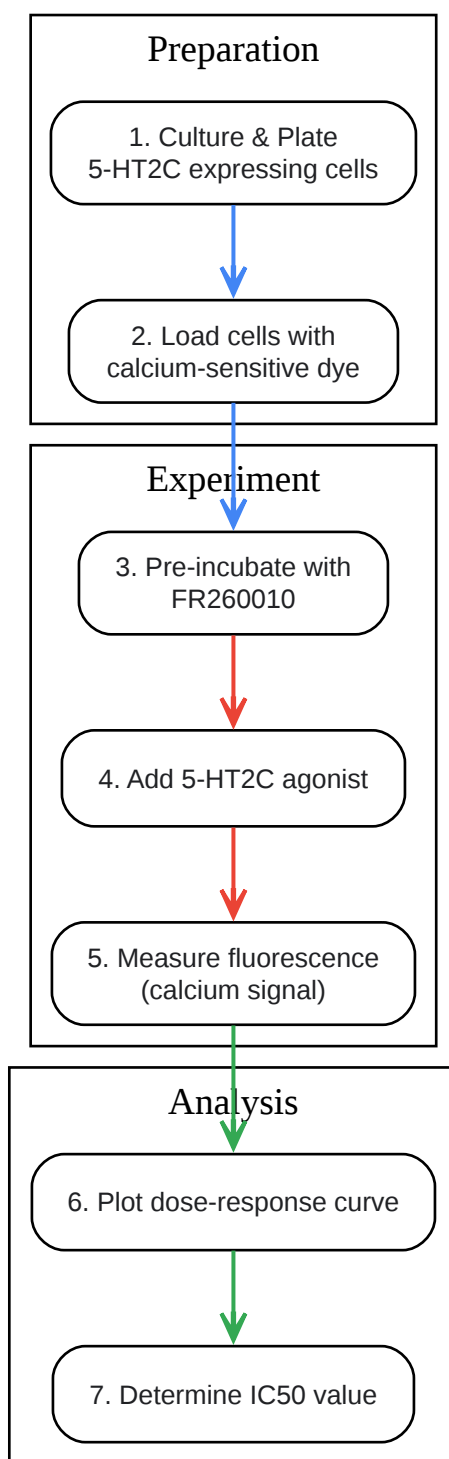 Preparation
1. Culture & Plate
5-HT2C expressing cells
2. Load cells with
calcium-sensitive dye
Experiment
3. Pre-incubate with
FR260010
4. Add 5-HT2C agonist
5. Measure fluorescence
(calcium signal)
Analysis
6. Plot dose-response curve
7. Determine IC50 value